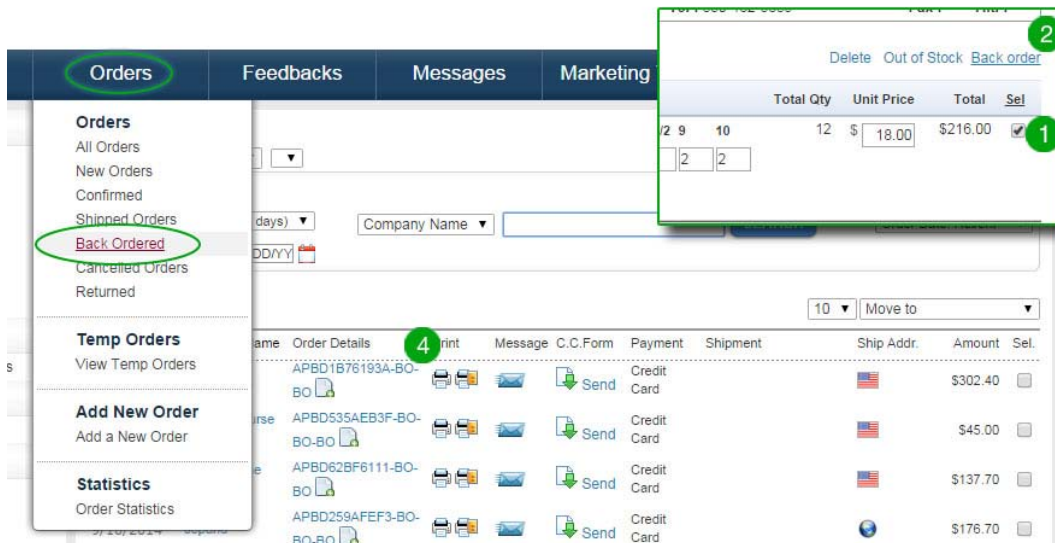 2
Delete Out of Stock Back order
Total Qty Unit Price Total Sel
/2 9 10 12 $ 18.00 $216.00 1
2 2
Orders Feedbacks Messages Marketing
Orders
All Orders
New Orders
Confirmed
Shipped Orders
Back Ordered
Cancelled Orders
Returned
Temp Orders
View Temp Orders
Add New Order
Add a New Order
Statistics
Order Statistics
days) Company Name
DD/YY
10 Move to
ame Order Details 4 rint Message C.C.Form Payment Shipment Ship Addr. Amount Sel.
APBD1B76193A-BO-
BO Send Credit
Card $302.40
urse APBD535AEB3F-BO-
BO-BO Send Credit
Card $45.00
e APBD62BF6111-BO-
BO Send Credit
Card $137.70
APBD259AFEF3-BO-
BO-BO Send Credit
Card $176.70
s